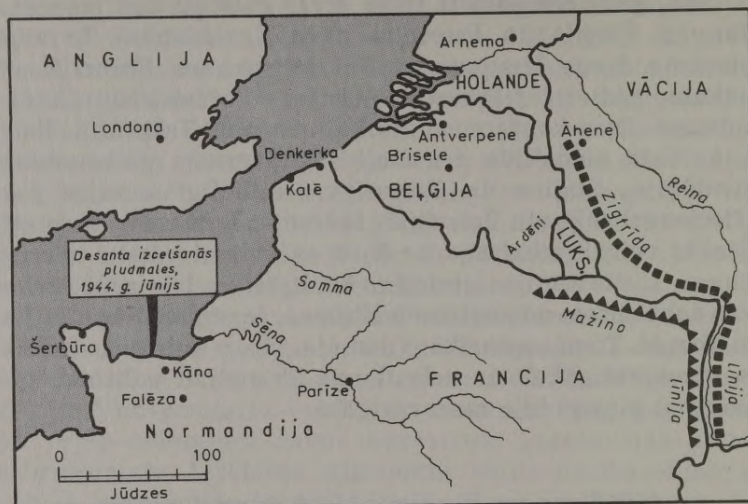 ANGLIJA
Arnema
HOLANDE
VĀCIJA
Londona
Antverpene
Āhene
Denkerka
Brisele
Kalē
BEĻĢIJA
Reina
Zigfrīda
Ardēni
LUKS.
Desanta izcelšanās
pludmales,
1944. g. jūnijs
Somma
Mažino
Šerbūra
Sēna
Kāna
Parīze
FRANCIJA
līnija
līnija
Falēza
Normandija
0 100
Jūdzes